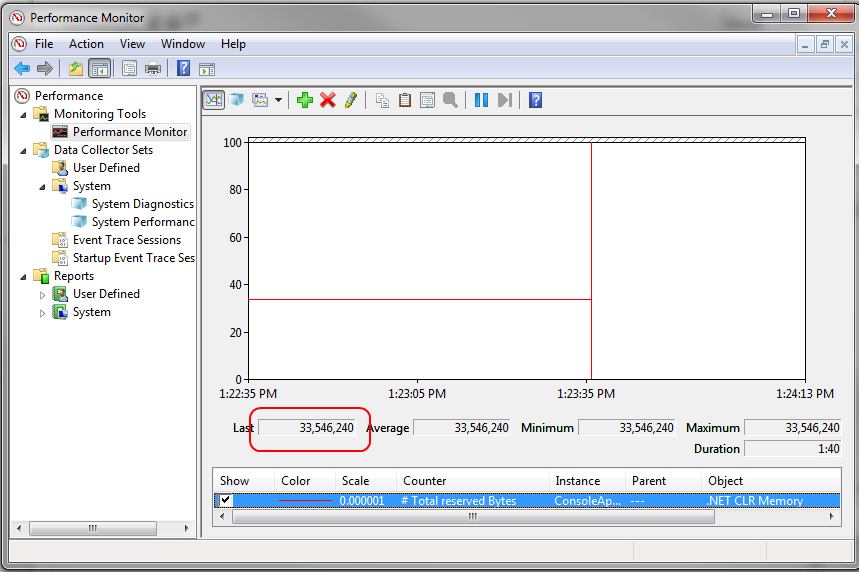 Performance Monitor
File Action View Window Help
Performance
Monitoring Tools
Performance Monitor
Data Collector Sets
User Defined
System
System Diagnostics
System Performanc
Event Trace Sessions
Startup Event Trace Ses
Reports
User Defined
System
100
80
60
40
20
0
1:22:35 PM 1:23:05 PM 1:23:35 PM 1:24:13 PM
Last 33,546,240 Average 33,546,240 Minimum 33,546,240 Maximum 33,546,240
Duration 1:40
Show Color Scale Counter Instance Parent Object
0.000001 # Total reserved Bytes ConsoleAp... --- .NET CLR Memory